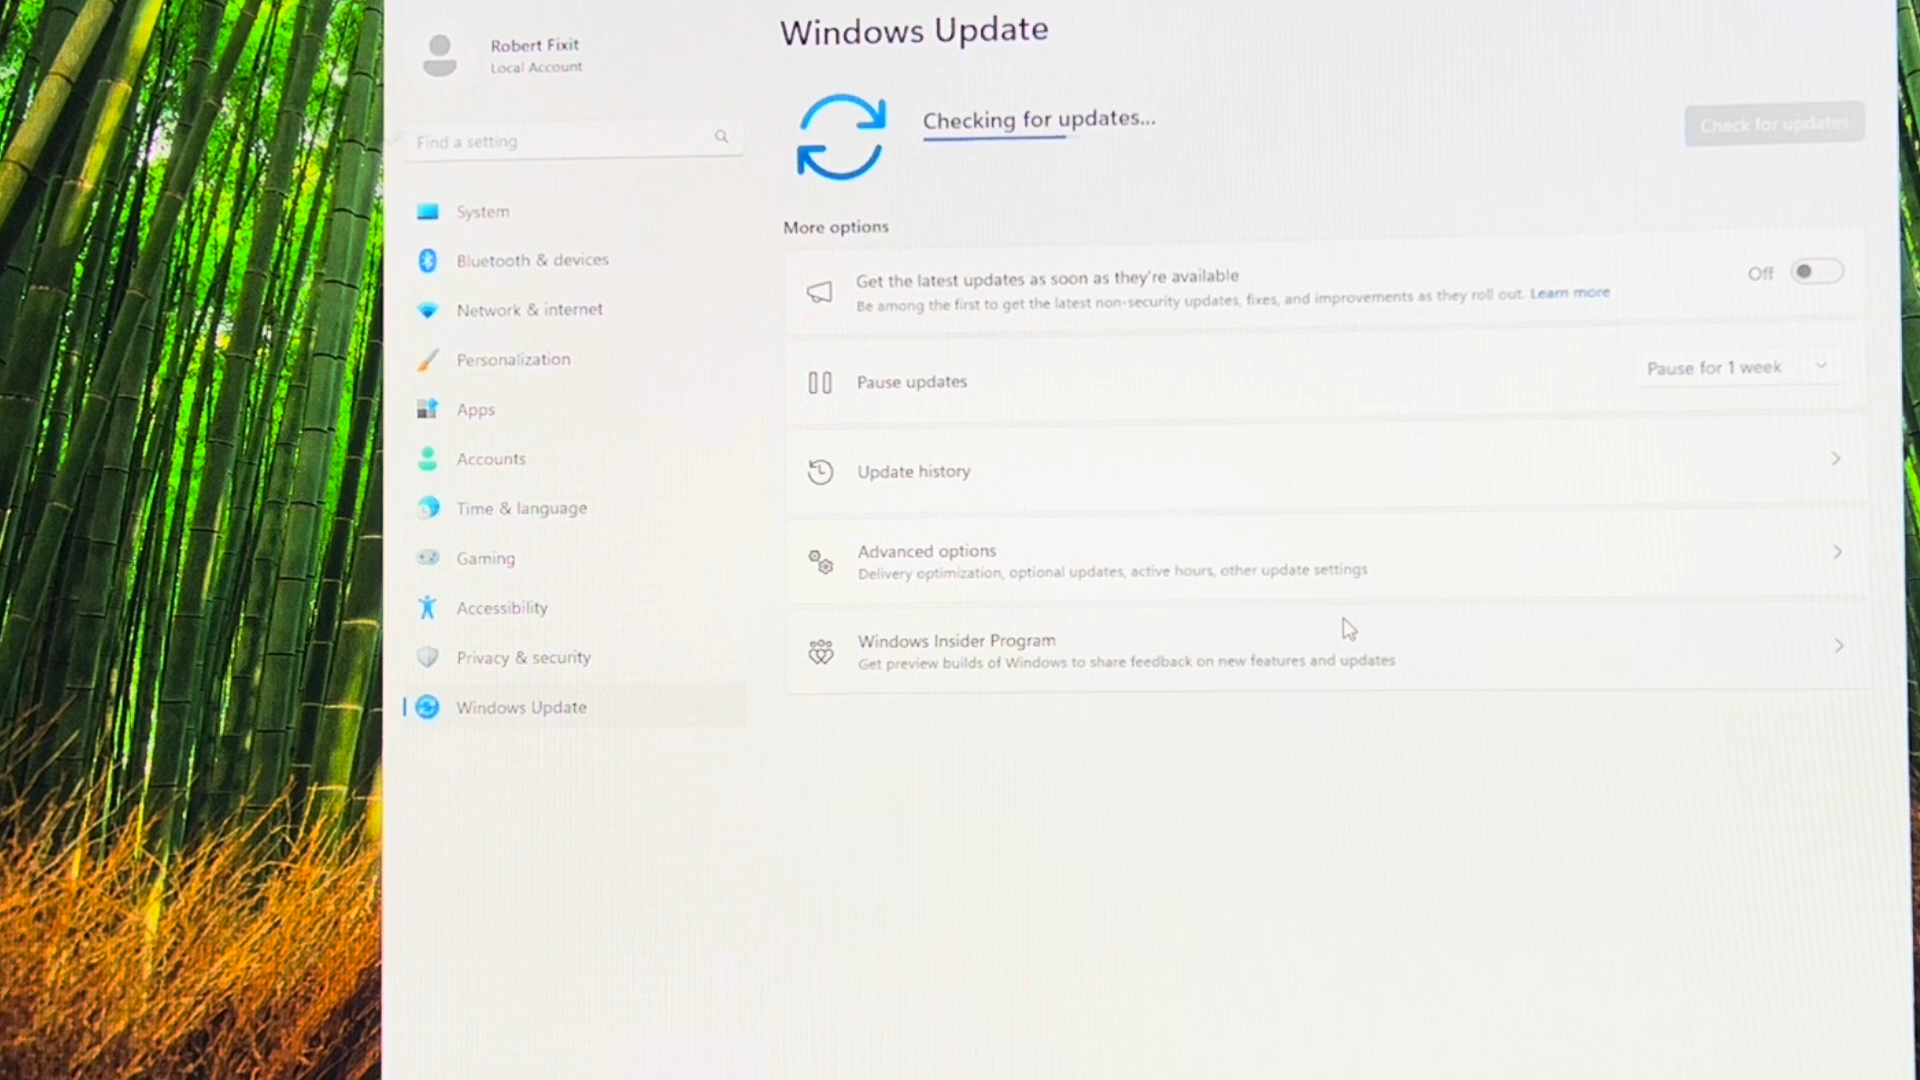 Robert Fixit
Local Account
Find a setting
System
Bluetooth & devices
Network & internet
Personalization
Apps
Accounts
Time & language
Gaming
Accessibility
Privacy & security
Windows Update
Windows Update
Checking for updates...
Check for updates
More options
Get the latest updates as soon as they're available
Be among the first to get the latest non-security updates, fixes, and improvements as they roll out. Learn more
Off
Pause updates
Pause for 1 week
Update history
Advanced options
Delivery optimization, optional updates, active hours, other update settings
Windows Insider Program
Get preview builds of Windows to share feedback on new features and updates